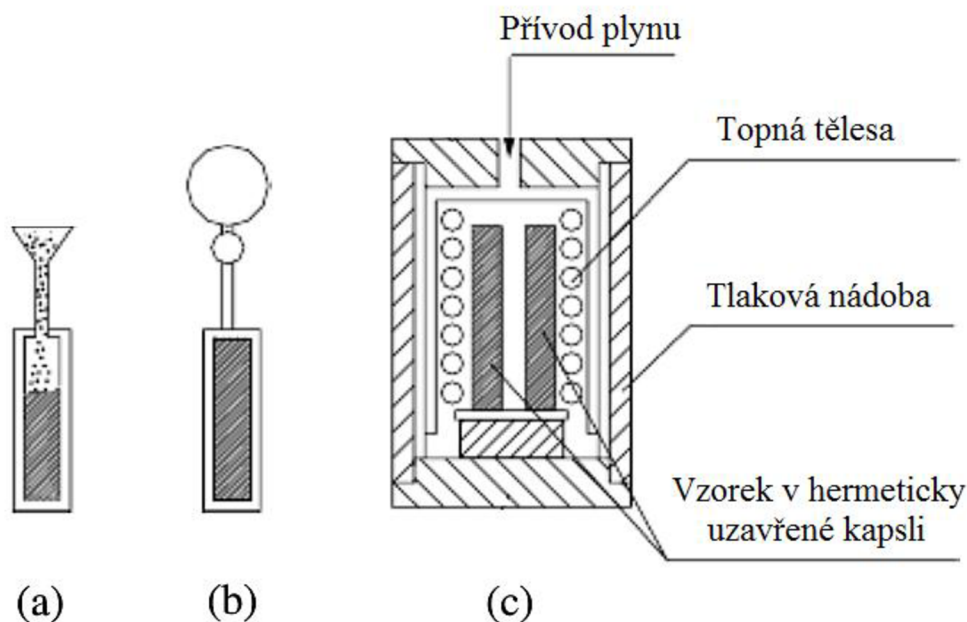 Přívod plynu
Topná tělesa
Tlaková nádoba
Vzorek v hermeticky
uzavřené kapsli
(a)
(b)
(c)